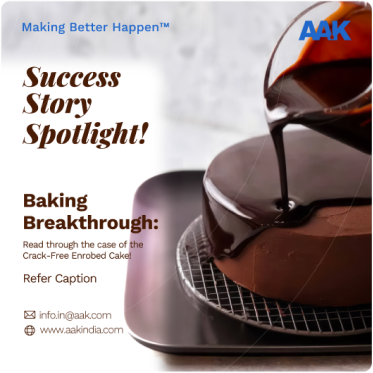 Making Better Happen™
AAK
Success
Story
Spotlight!
Baking
Breakthrough:
Read through the case of the
Crack-Free Enrobed Cake!
Refer Caption
info.in@aak.com
www.aakindia.com